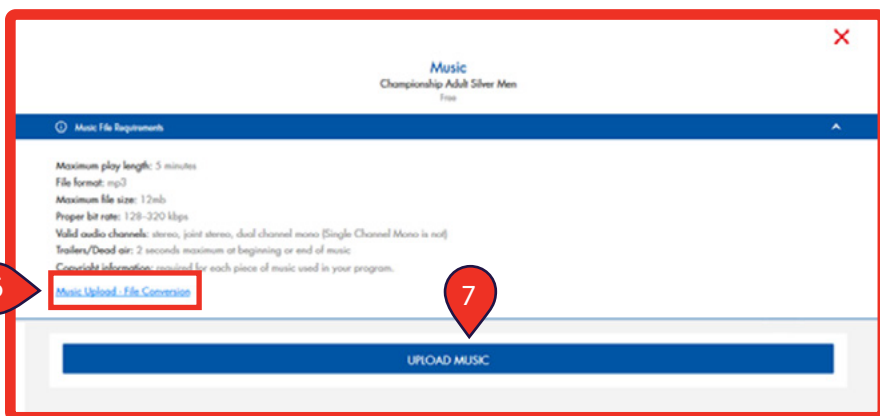 Music
Championship Adult Silver Men
Free
Music File Requirements
Maximum play length: 5 minutes
File format: mp3
Maximum file size: 12mb
Proper bit rate: 128-320 kbps
Valid audio channels: stereo, joint stereo, dual channel mono (Single Channel Mono is not)
Trailers/Dead air: 2 seconds maximum at beginning or end of music
Copyright information: required for each piece of music used in your program.
Music Upload - File Conversion
7
UPLOAD MUSIC